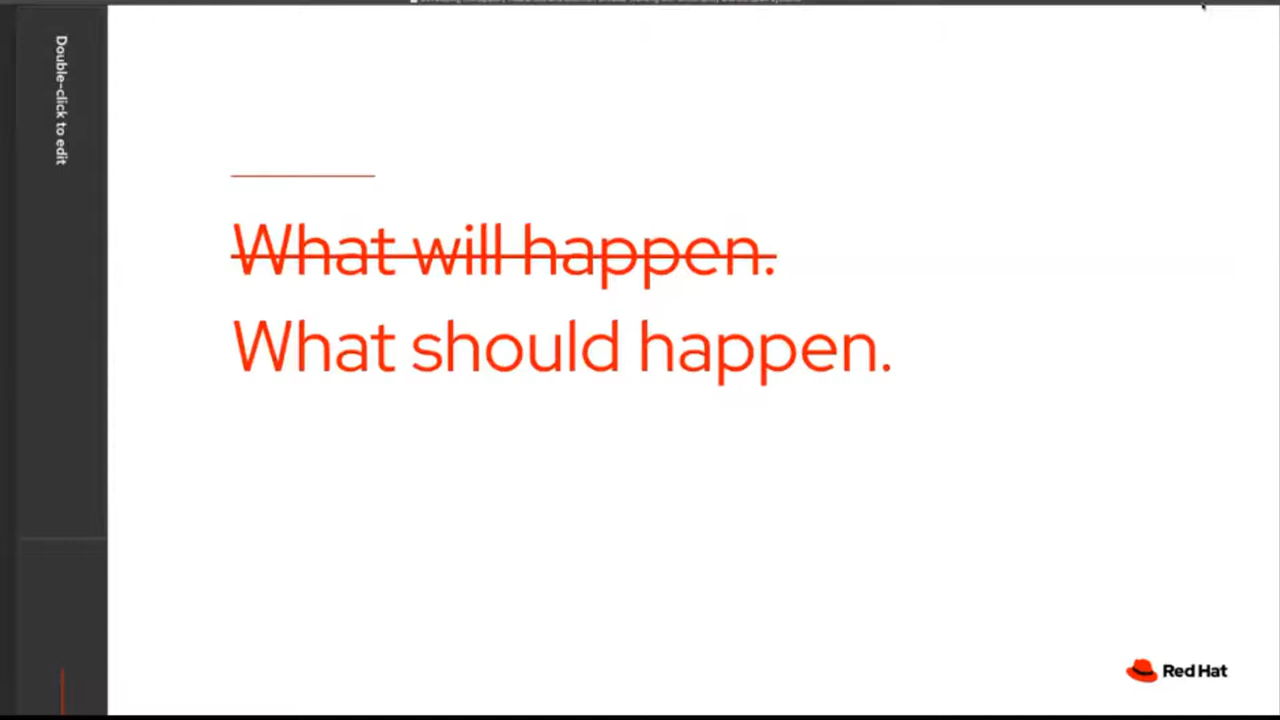 Double-click to edit
What will happen.
What should happen.
Red Hat